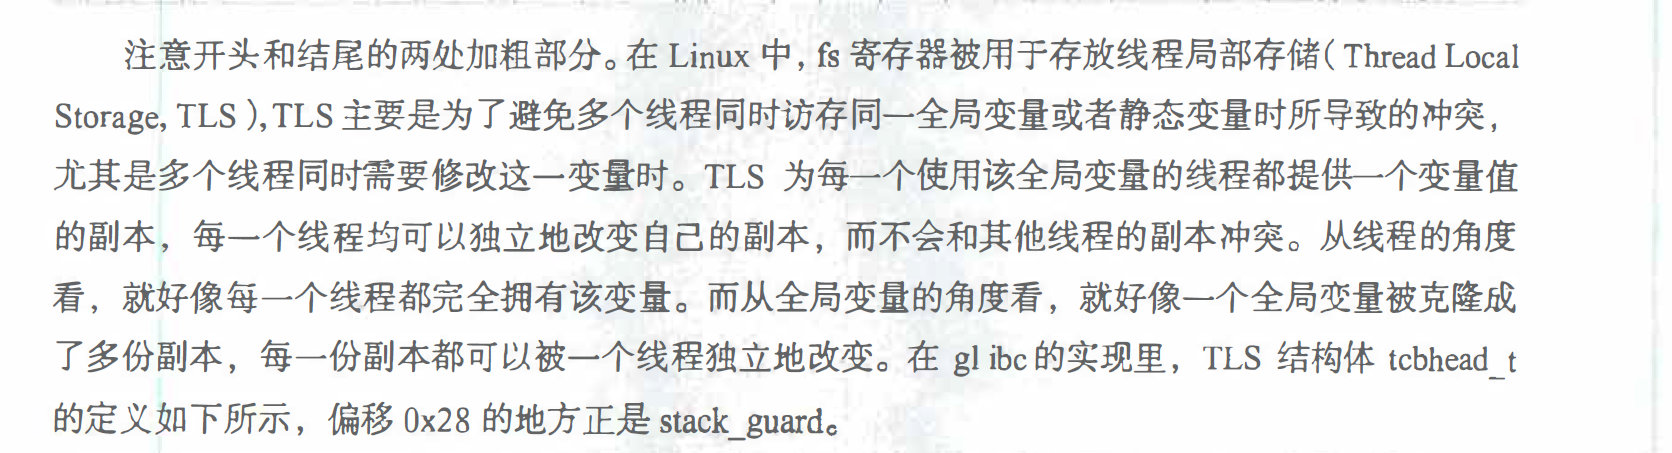 注意开头和结尾的两处加粗部分。在 Linux 中, fs 寄存器被用于存放线程局部存储( Thread Local
Storage, TLS ), TLS 主要是为了避免多个线程同时访存同一全局变量或者静态变量时所导致的冲突，
尤其是多个线程同时需要修改这一变量时。TLS 为每一个使用该全局变量的线程都提供一个变量值
的副本，每一个线程均可以独立地改变自己的副本，而不会和其他线程的副本冲突。从线程的角度
看，就好像每一个线程都完全拥有该变量。而从全局变量的角度看，就好像一个全局变量被克隆成
了多份副本，每一份副本都可以被一个线程独立地改变。在 gl ibc 的实现里，TLS 结构体 tcbhead_t
的定义如下所示，偏移 0x28 的地方正是 stack_guard。